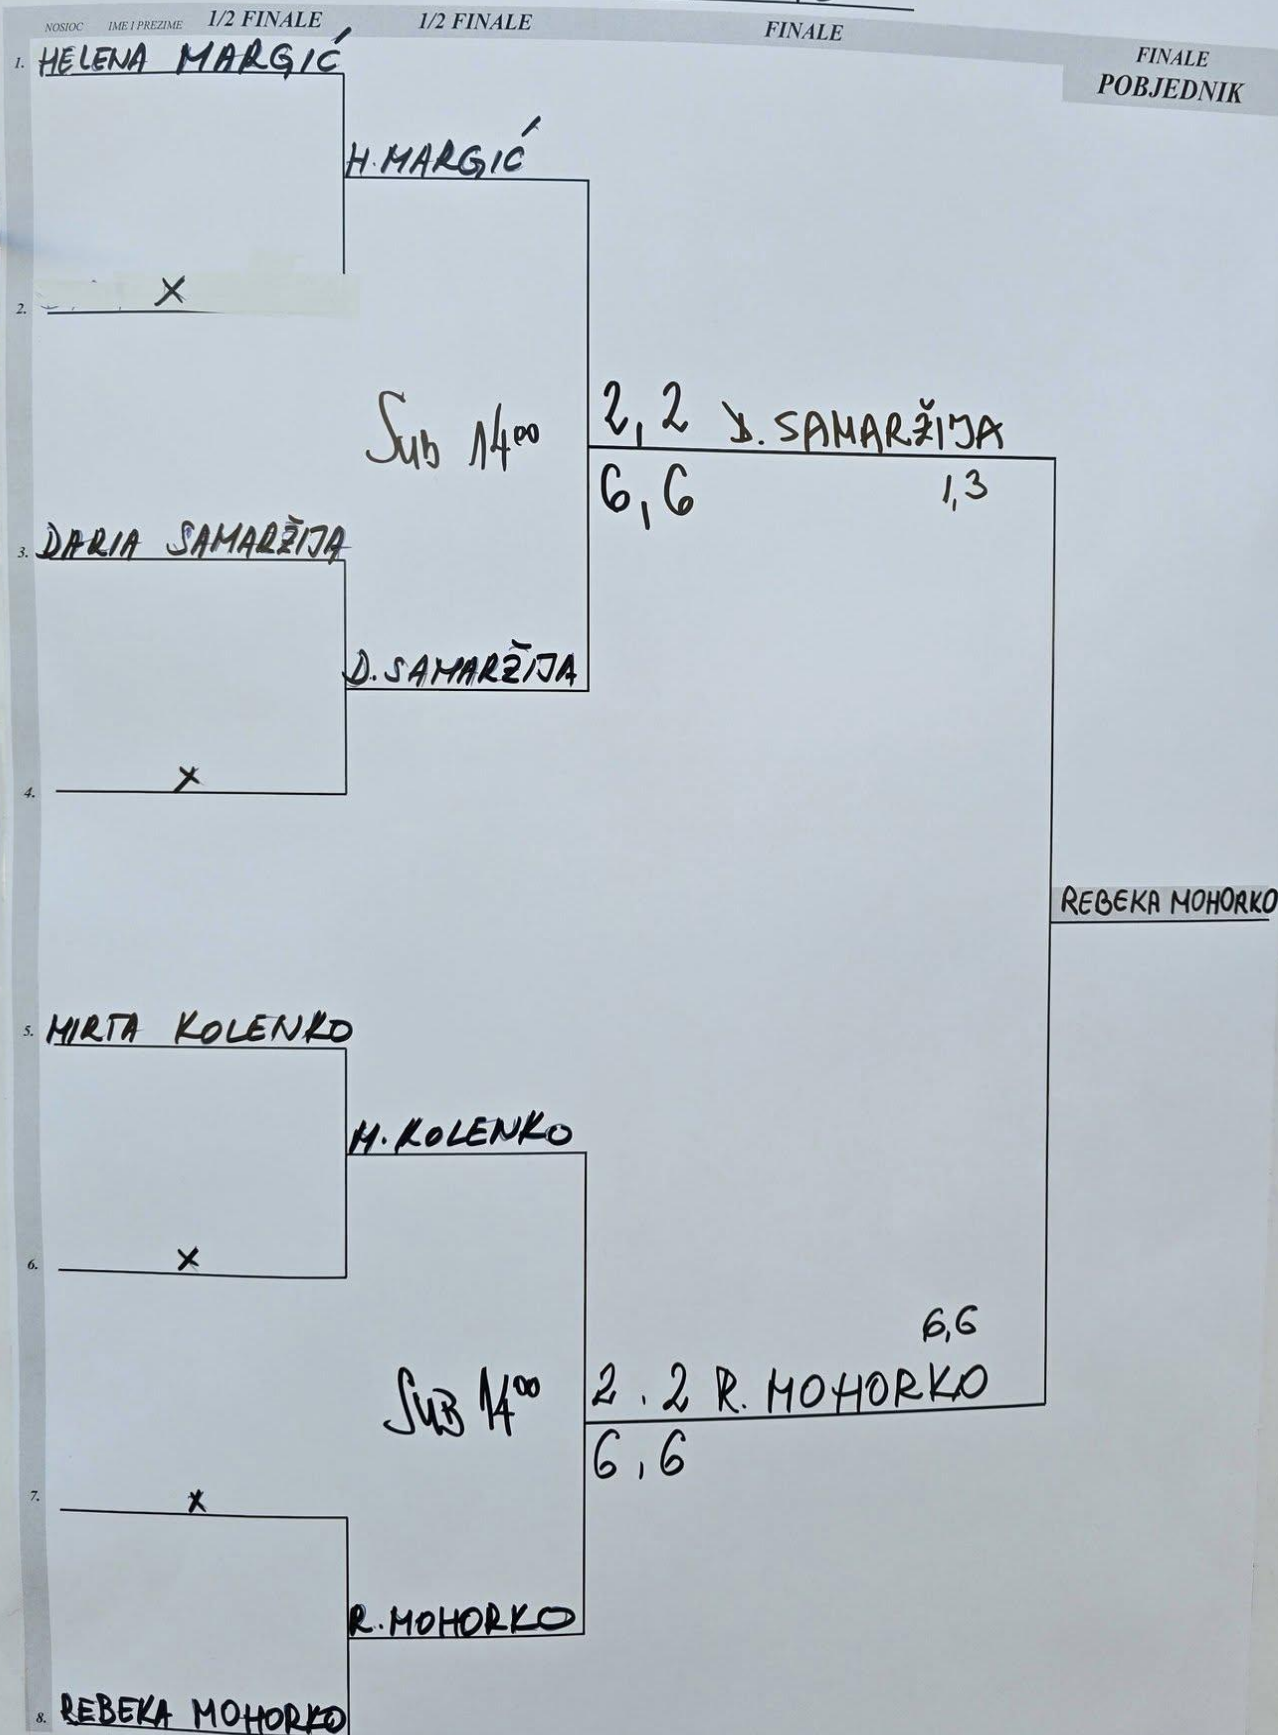 NOSIOC IME I PREZIME 1/2 FINALE 1/2 FINALE FINALE FINALE
POBJEDNIK
1. HELENA MARGIĆ
H. MARGIĆ
2. X
Sub 14⁰⁰
2, 2 D. SAMARŽIJA
6, 6 1,3
3. DARIA SAMARŽIJA
D. SAMARŽIJA
4. X
REBEKA MOHORKO
5. MIRTA KOLENKO
M. KOLENKO
6. X
6,6
SUB 14⁰⁰
2. 2 R. MOHORKO
6, 6
7. X
R. MOHORKO
8. REBEKA MOHORKO